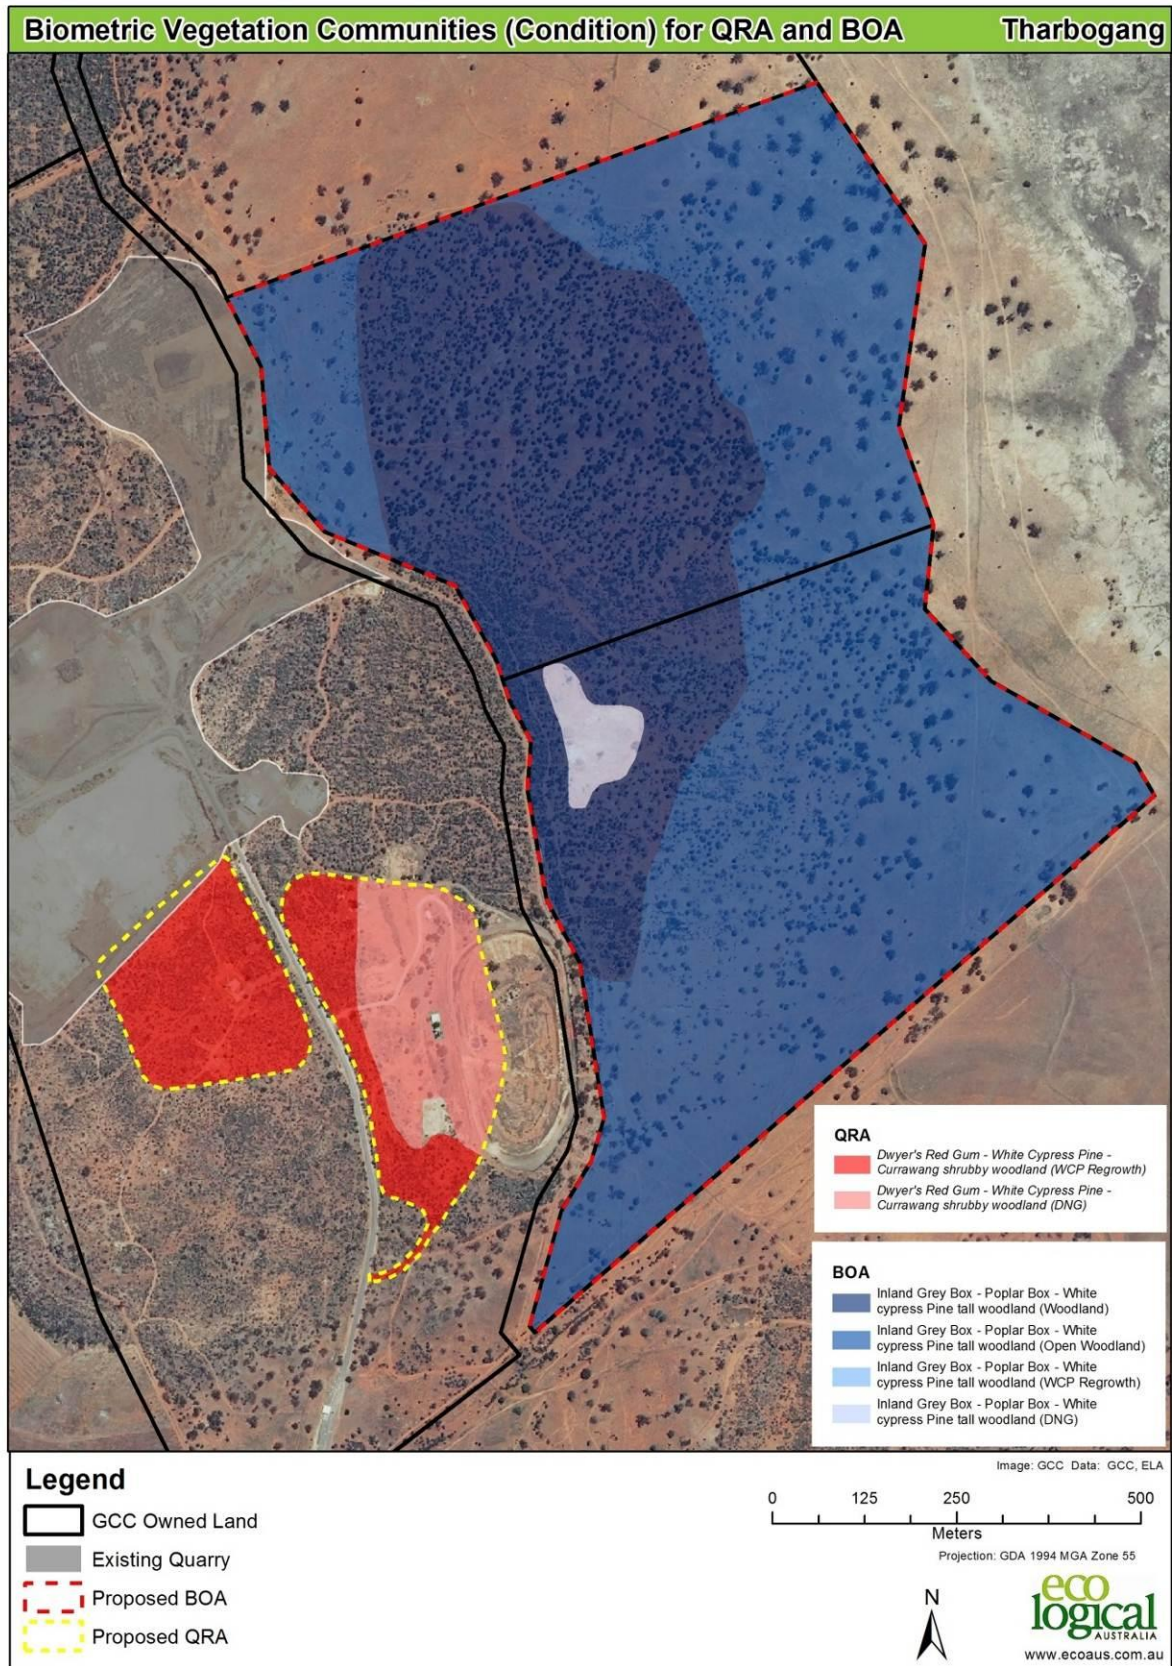 Biometric Vegetation Communities (Condition) for QRA and BOA Tharbogang
QRA
Dwyer's Red Gum - White Cypress Pine -
Currawang shrubby woodland (WCP Regrowth)
Dwyer's Red Gum - White Cypress Pine -
Currawang shrubby woodland (DNG)
BOA
Inland Grey Box - Poplar Box - White
cypress Pine tall woodland (Woodland)
Inland Grey Box - Poplar Box - White
cypress Pine tall woodland (Open Woodland)
Inland Grey Box - Poplar Box - White
cypress Pine tall woodland (WCP Regrowth)
Inland Grey Box - Poplar Box - White
cypress Pine tall woodland (DNG)
Legend
GCC Owned Land
Existing Quarry
Proposed BOA
Proposed QRA
Image: GCC Data: GCC, ELA
0 125 250 500
Meters
Projection: GDA 1994 MGA Zone 55
N
eco
logical
AUSTRALIA
www.ecoaus.com.au